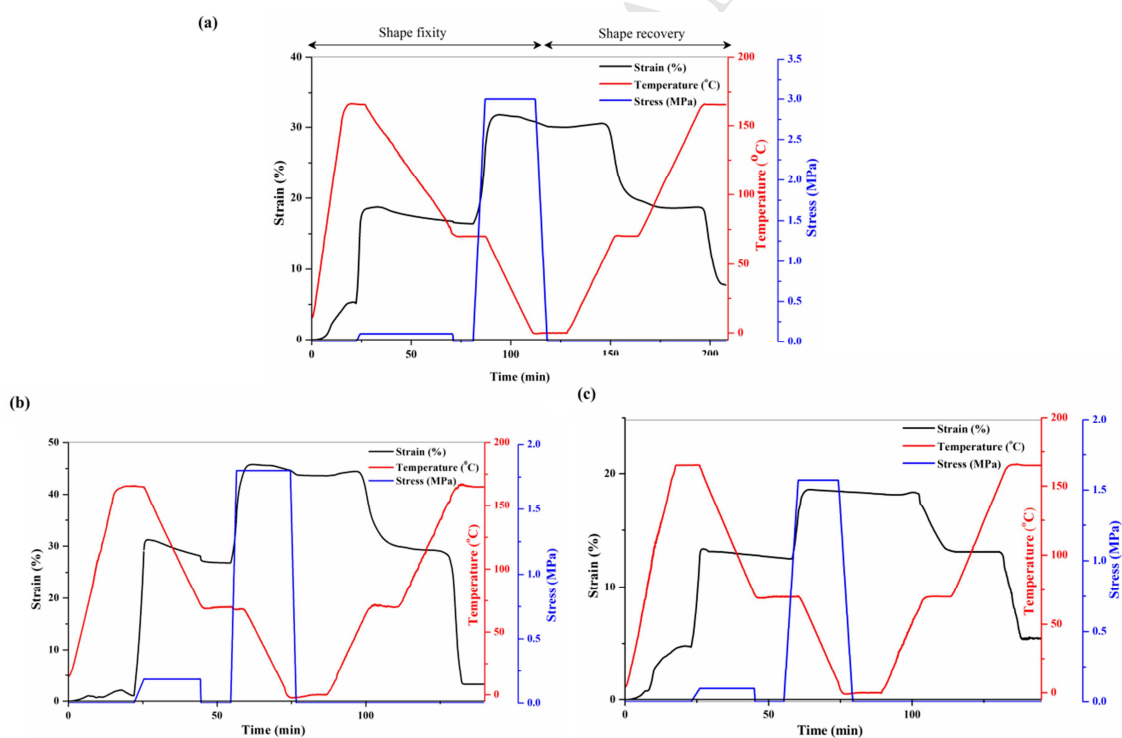 (a)
Shape fixity
Shape recovery
Strain (%)
Temperature (°C)
Stress (MPa)
40
30
20
10
0
Strain (%)
200
150
100
50
0
Temperature (°C)
3.5
3.0
2.5
2.0
1.5
1.0
0.5
0.0
Stress (MPa)
0
50
100
150
200
Time (min)
(b)
Strain (%)
Temperature (°C)
Stress (MPa)
50
40
30
20
10
0
Strain (%)
200
150
100
50
0
Temperature (°C)
2.0
1.5
1.0
0.5
0.0
Stress (MPa)
0
50
100
Time (min)
(c)
Strain (%)
Temperature (°C)
Stress (MPa)
20
10
0
Strain (%)
200
150
100
50
0
Temperature (°C)
2.0
1.5
1.0
0.5
0.0
Stress (MPa)
0
50
100
Time (min)